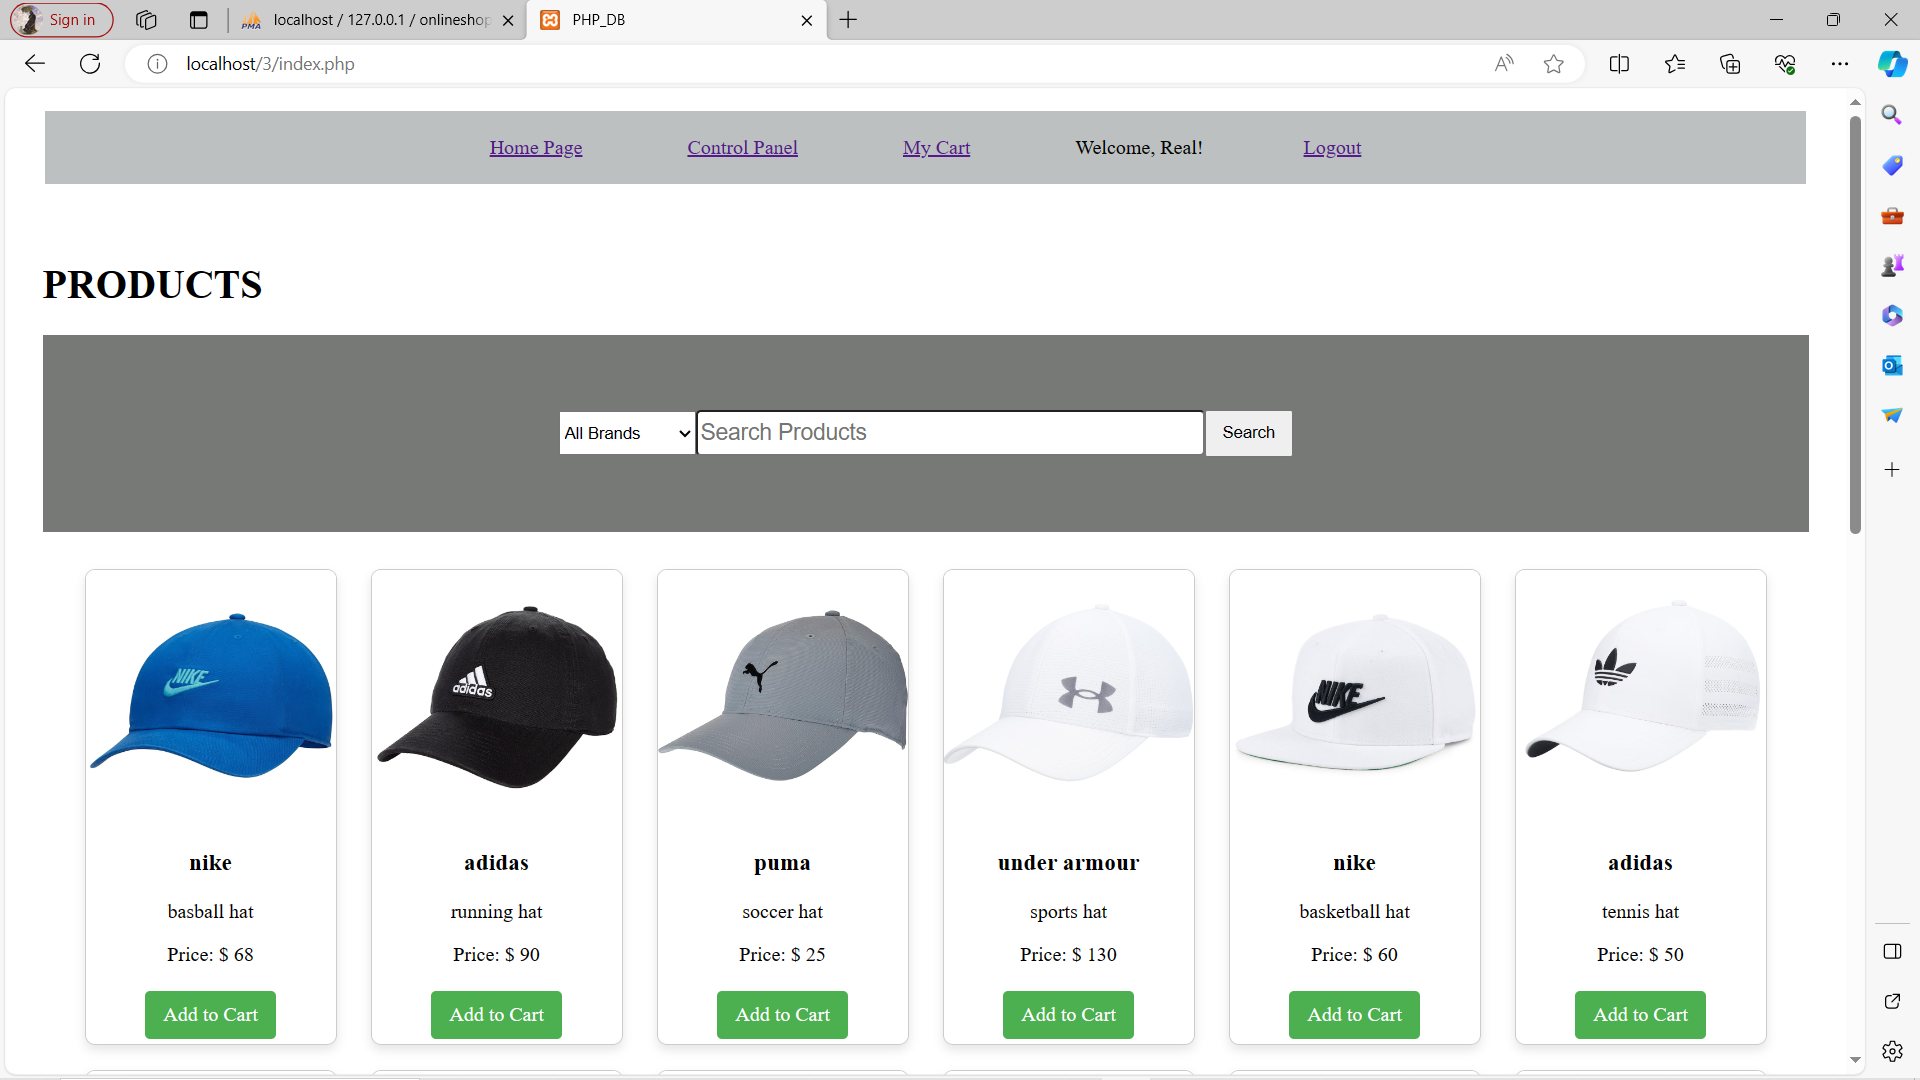 Sign in
localhost / 127.0.0.1 / onlineshop
PHP_DB
localhost/3/index.php
Home Page Control Panel My Cart Welcome, Real! Logout
PRODUCTS
All Brands Search Products Search
NIKE
adidas
NIKE
nike
basball hat
Price: $ 68
Add to Cart
adidas
running hat
Price: $ 90
Add to Cart
puma
soccer hat
Price: $ 25
Add to Cart
under armour
sports hat
Price: $ 130
Add to Cart
nike
basketball hat
Price: $ 60
Add to Cart
adidas
tennis hat
Price: $ 50
Add to Cart